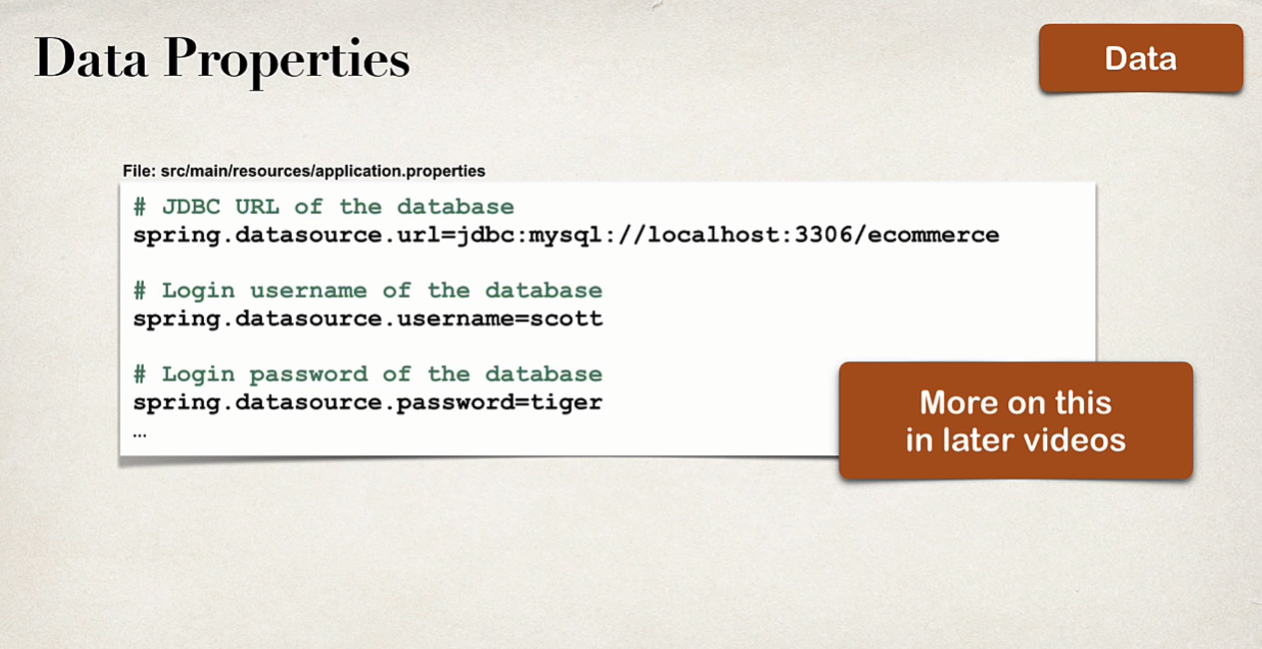 Data Properties
Data
File: src/main/resources/application.properties
# JDBC URL of the database
spring.datasource.url=jdbc:mysql://localhost:3306/ecommerce
# Login username of the database
spring.datasource.username=scott
# Login password of the database
spring.datasource.password=tiger
...
More on this
in later videos